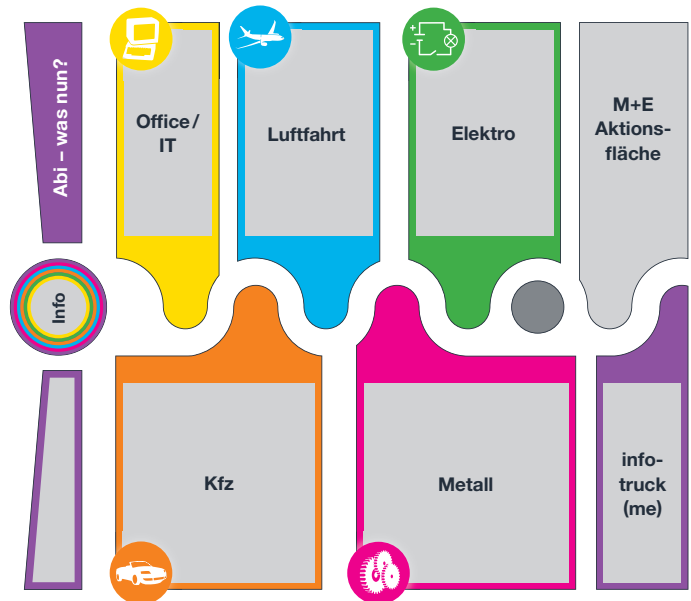 Abi – was nun?
Office/
IT
Luftfahrt
Elektro
M+E
Aktions-
fläche
Info
Kfz
Metall
info-
truck
(me)